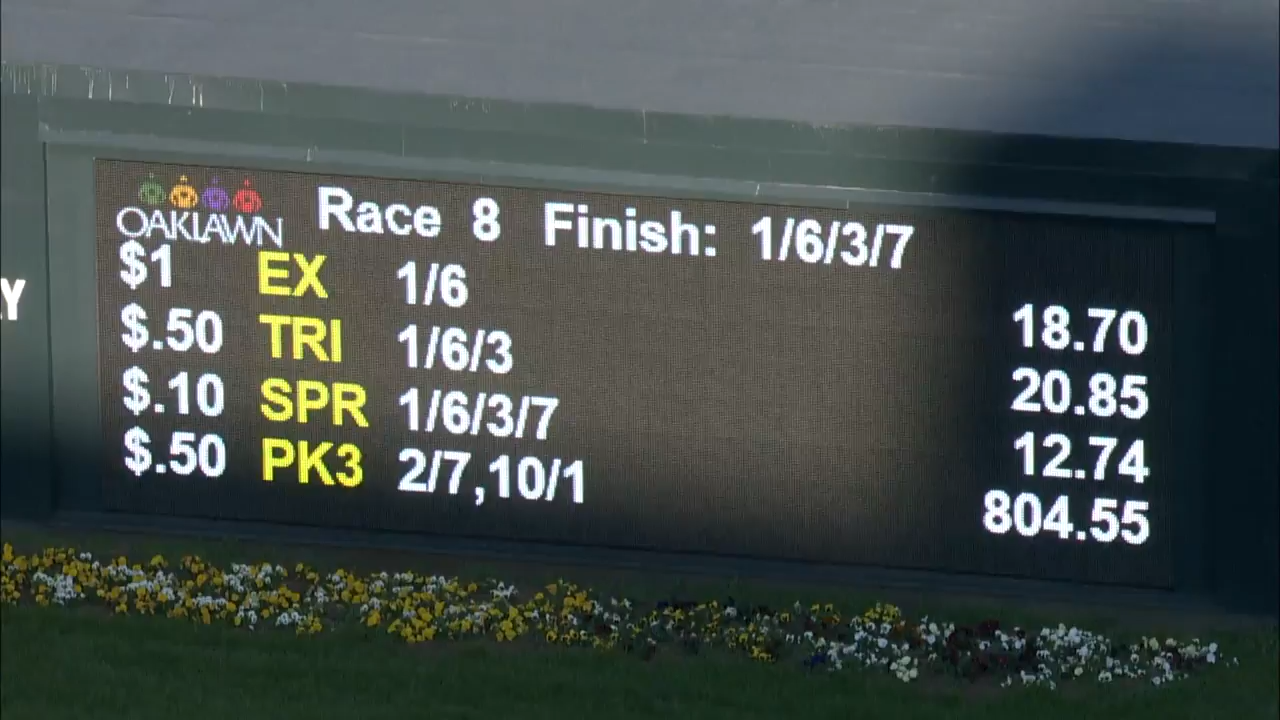 OAKLAWN Race 8 Finish: 1/6/3/7
$1 EX 1/6 18.70
$.50 TRI 1/6/3 20.85
$.10 SPR 1/6/3/7 12.74
$.50 PK3 2/7,10/1 804.55